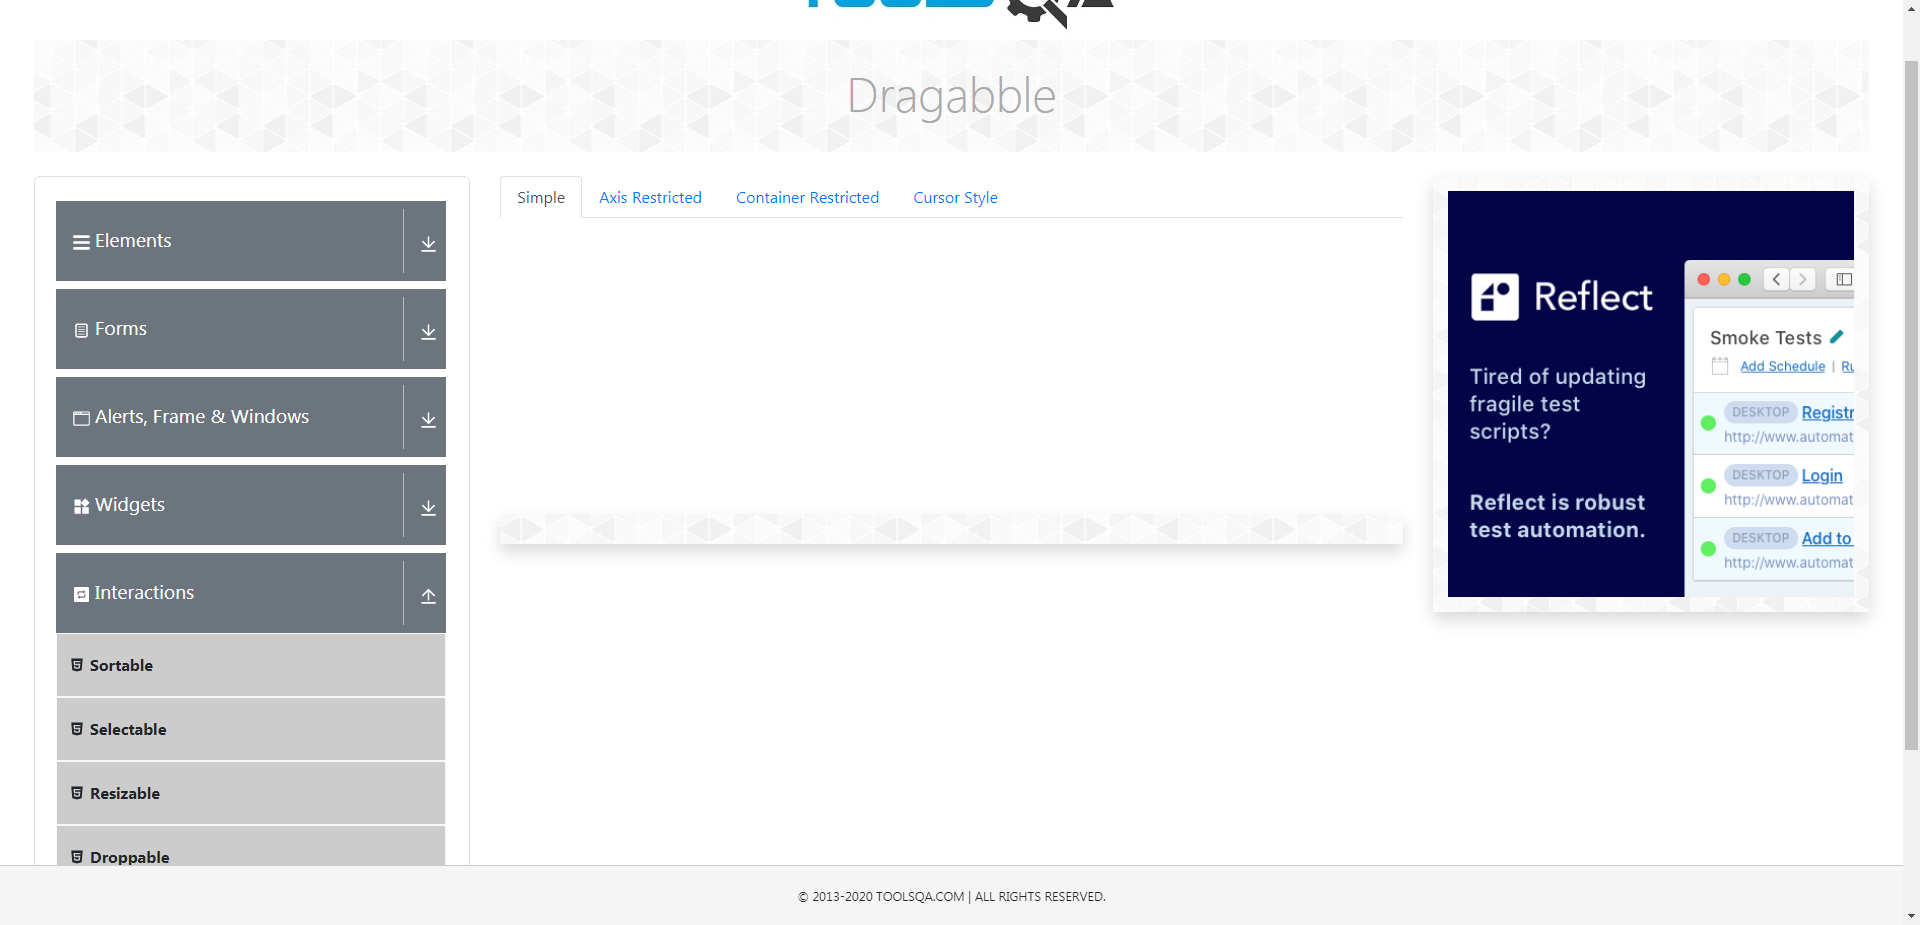 Dragabble
Elements
Forms
Alerts, Frame & Windows
Widgets
Interactions
Sortable
Selectable
Resizable
Droppable
Simple Axis Restricted Container Restricted Cursor Style
Reflect
Tired of updating
fragile test
scripts?
Reflect is robust
test automation.
Smoke Tests
Add Schedule |
DESKTOP Registr
http://www.automat
DESKTOP Login
http://www.automat
DESKTOP Add to
http://www.automat
© 2013-2020 TOOLSQA.COM | ALL RIGHTS RESERVED.